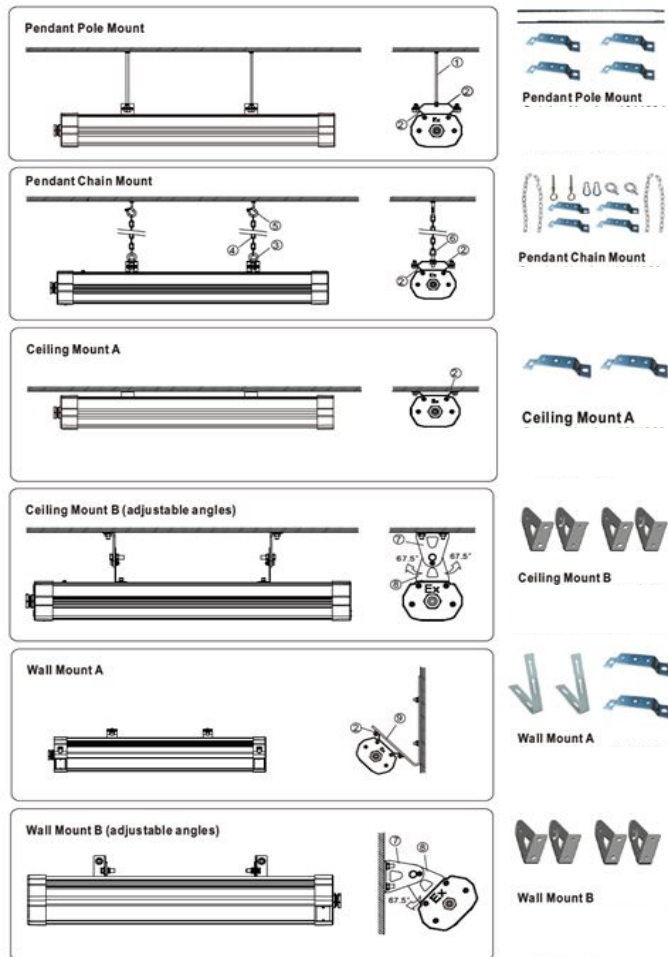 Pendant Pole Mount
①
②
②
Ex
Pendant Pole Mount
Pendant Chain Mount
⑤
④
③
⑥
②
②
Ex
Pendant Chain Mount
Ceiling Mount A
②
Ex
Ceiling Mount A
Ceiling Mount B (adjustable angles)
⑦
67.5°
67.5°
⑧
Ex
Ceiling Mount B
Wall Mount A
②
⑨
Ex
Wall Mount A
Wall Mount B (adjustable angles)
⑦
⑧
67.5°
Ex
Wall Mount B